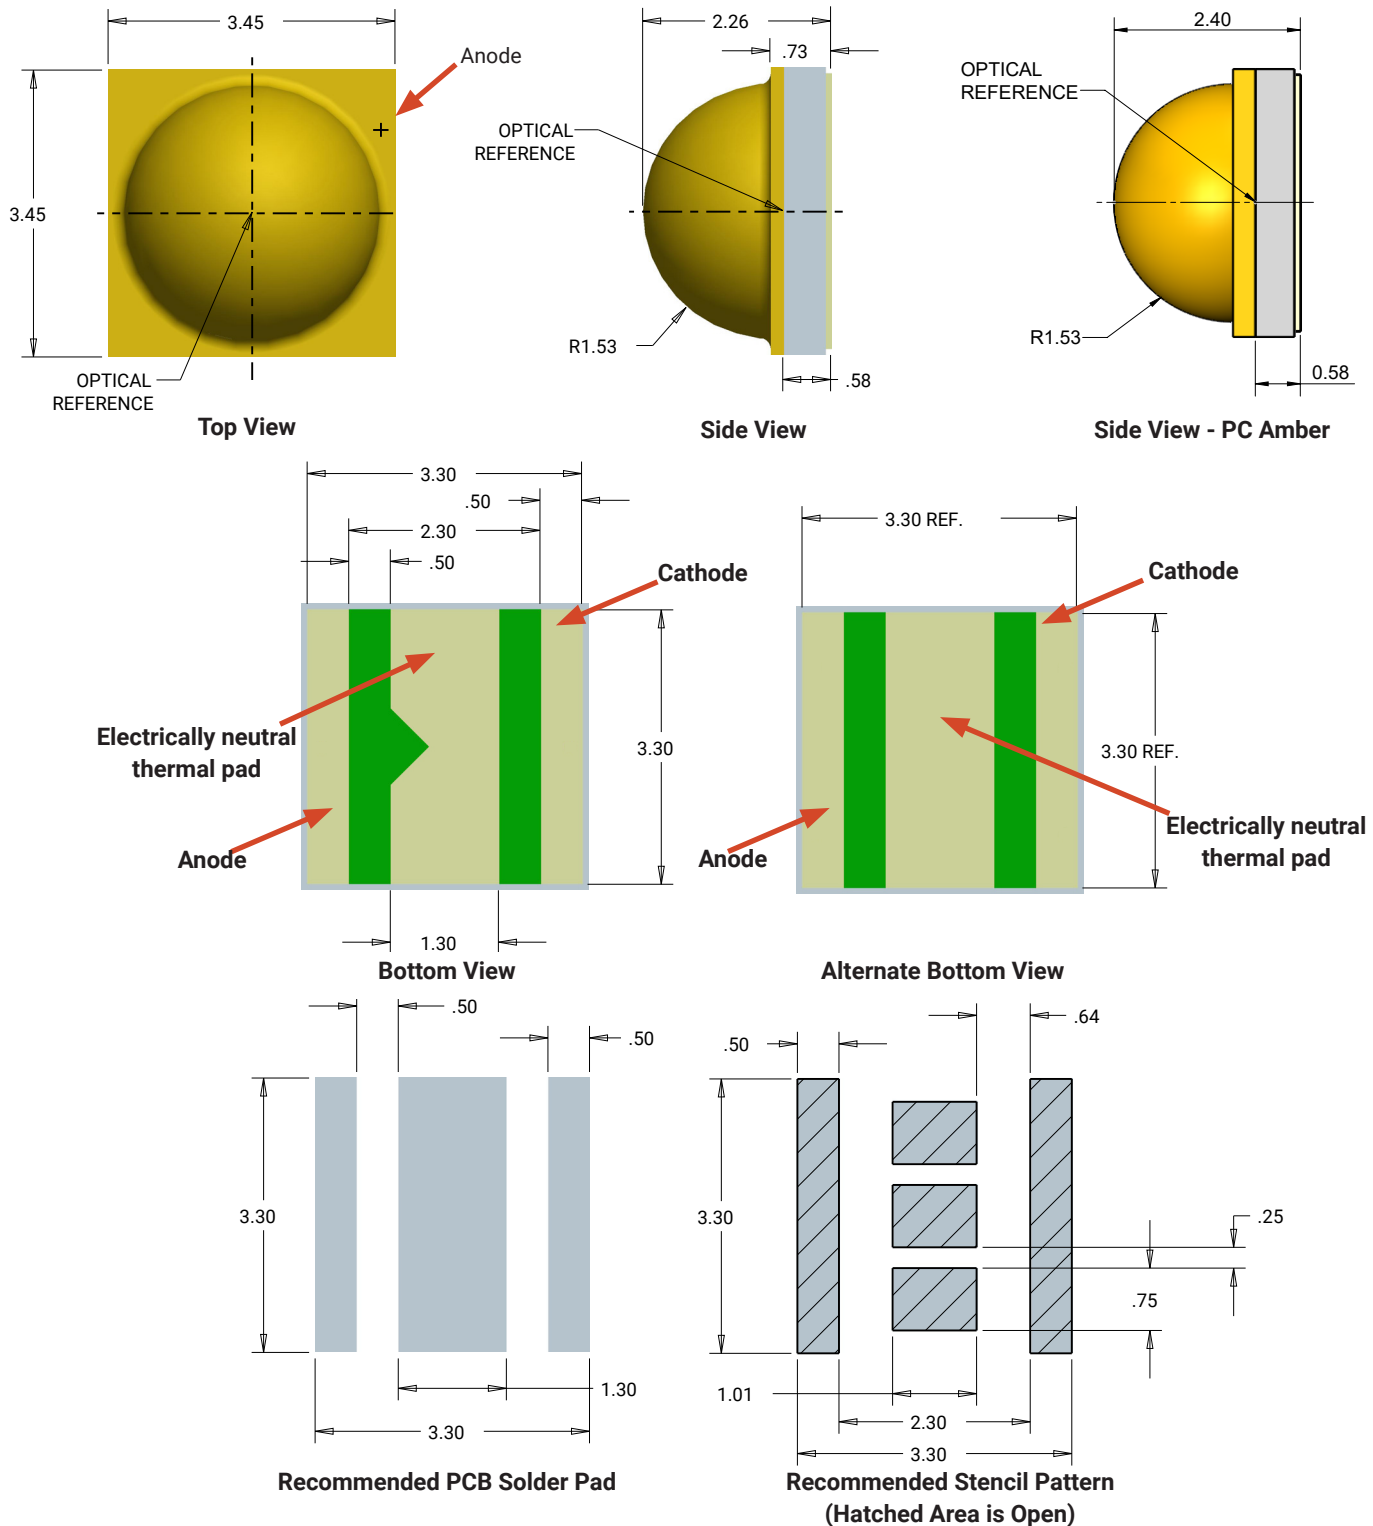 3.45
Anode
+
3.45
OPTICAL
REFERENCE
Top View
2.26
.73
OPTICAL
REFERENCE
R1.53
.58
Side View
2.40
OPTICAL
REFERENCE
R1.53
0.58
Side View - PC Amber
3.30
.50
2.30
.50
Cathode
Electrically neutral
thermal pad
3.30
Anode
1.30
Bottom View
3.30 REF.
Cathode
3.30 REF.
Electrically neutral
thermal pad
Anode
Alternate Bottom View
.50
.50
3.30
1.30
3.30
Recommended PCB Solder Pad
.64
.50
3.30
.25
.75
1.01
2.30
3.30
Recommended Stencil Pattern
(Hatched Area is Open)